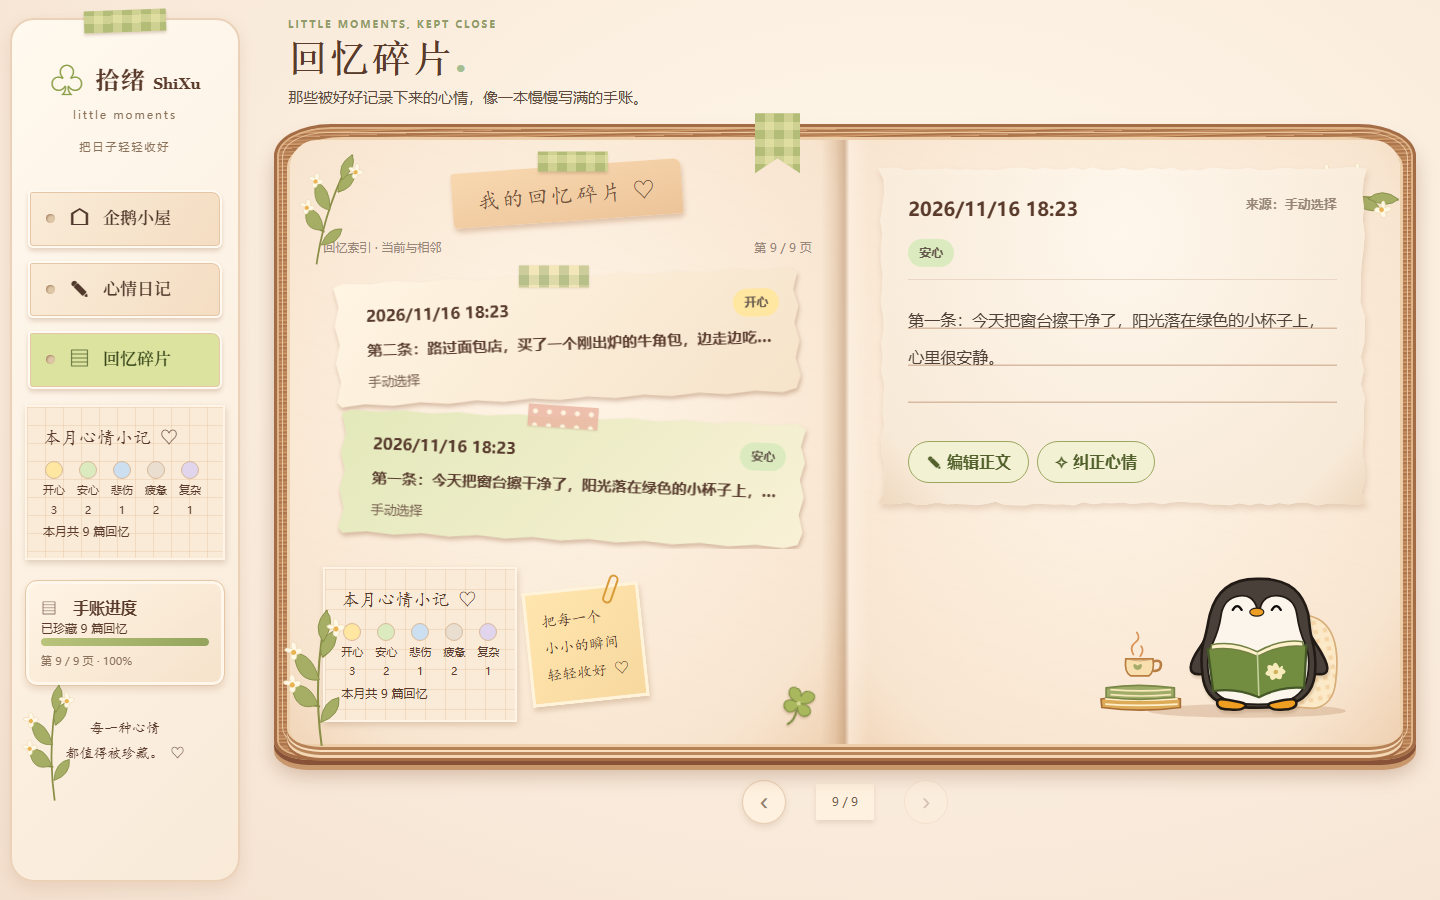 拾绪 ShiXu
little moments
把日子轻轻收好
企鹅小屋
心情日记
回忆碎片
本月心情小记 ♡
开心 安心 悲伤 疲惫 复杂
3 2 1 2 1
本月共 9 篇回忆
手账进度
已珍藏 9 篇回忆
第 9 / 9 页 · 100%
每一种心情
都值得被珍藏。 ♡
LITTLE MOMENTS, KEPT CLOSE
回忆碎片.
那些被好好记录下来的心情，像一本慢慢写满的手账。
我的回忆碎片 ♡
回忆索引 · 当前与相邻
第 9 / 9 页
2026/11/16 18:23
开心
第二条：路过面包店，买了一个刚出炉的牛角包，边走边吃...
手动选择
2026/11/16 18:23
安心
第一条：今天把窗台擦干净了，阳光落在绿色的小杯子上，...
手动选择
本月心情小记 ♡
开心 安心 悲伤 疲惫 复杂
3 2 1 2 1
本月共 9 篇回忆
把每一个
小小的瞬间
轻轻收好 ♡
2026/11/16 18:23
来源：手动选择
安心
第一条：今天把窗台擦干净了，阳光落在绿色的小杯子上，
心里很安静。
编辑正文
纠正心情
‹ 9 / 9 ›